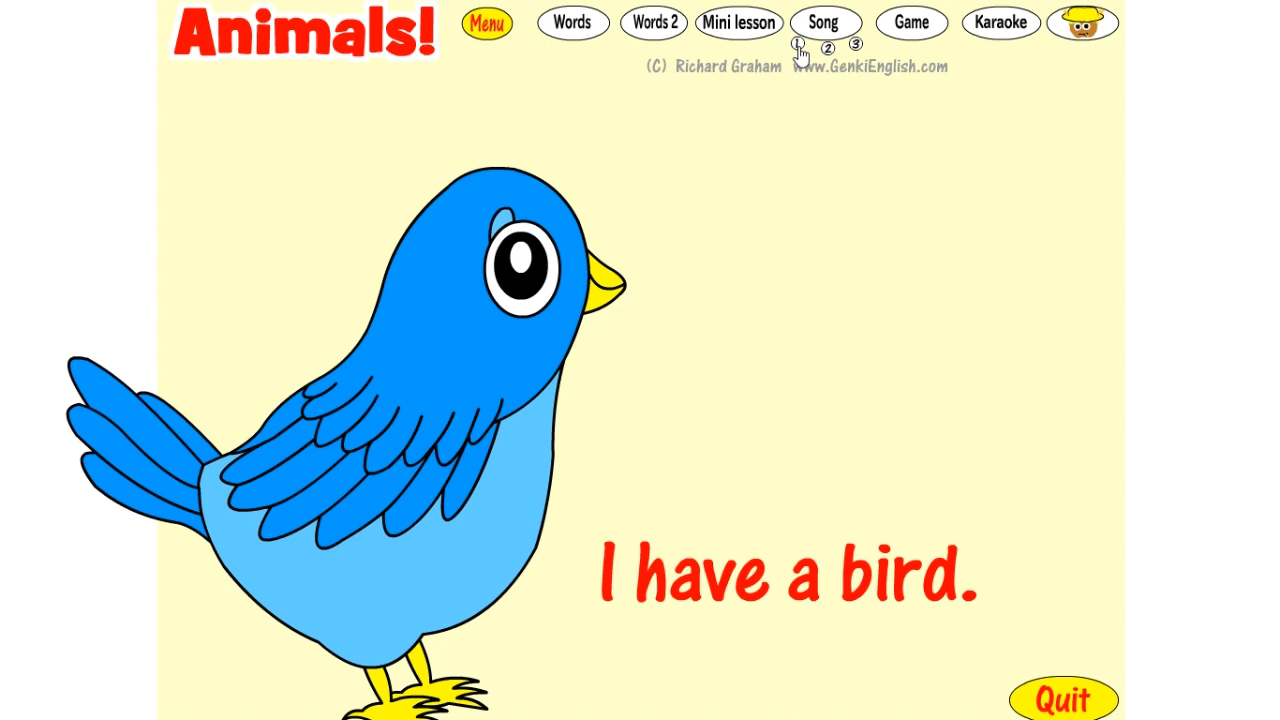 Animals!
Menu Words Words 2 Mini lesson Song Game Karaoke
1 2 3
(C) Richard Graham www.GenkiEnglish.com
I have a bird.
Quit